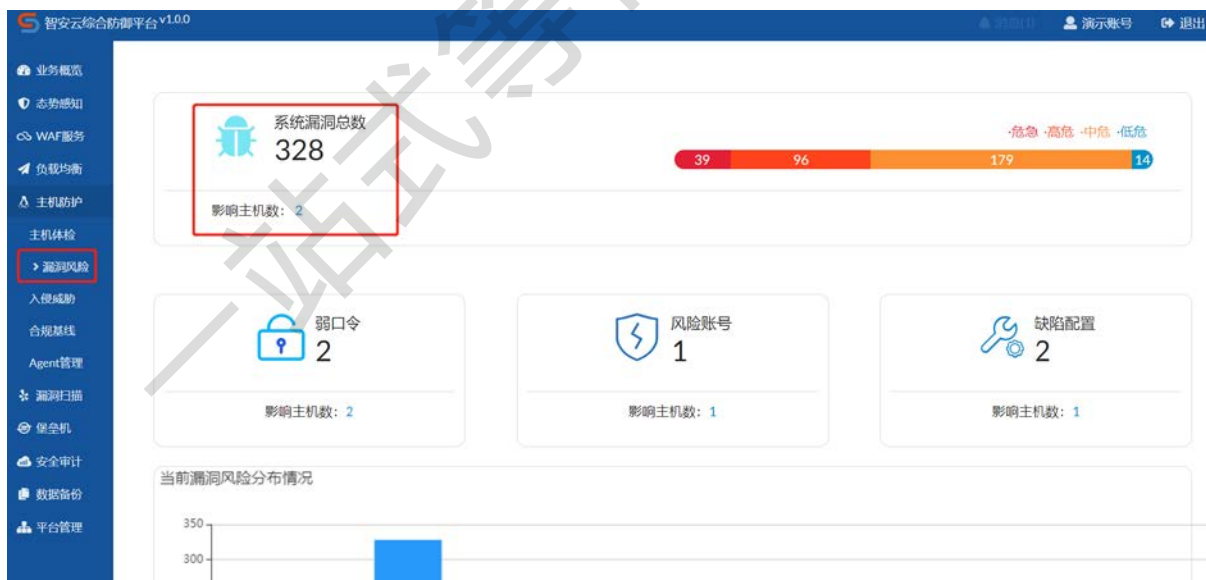 智安云综合防御平台 v1.0.0
演示账号
退出
业务概览
态势感知
WAF服务
负载均衡
主机防护
主机体检
> 漏洞风险
入侵威胁
合规基线
Agent管理
漏洞扫描
堡垒机
安全审计
数据备份
平台管理
系统漏洞总数
328
影响主机数: 2
·危急 ·高危 ·中危 ·低危
39 96 179 14
弱口令
2
影响主机数: 2
风险账号
1
影响主机数: 1
缺陷配置
2
影响主机数: 1
当前漏洞风险分布情况
350
300
一站式等